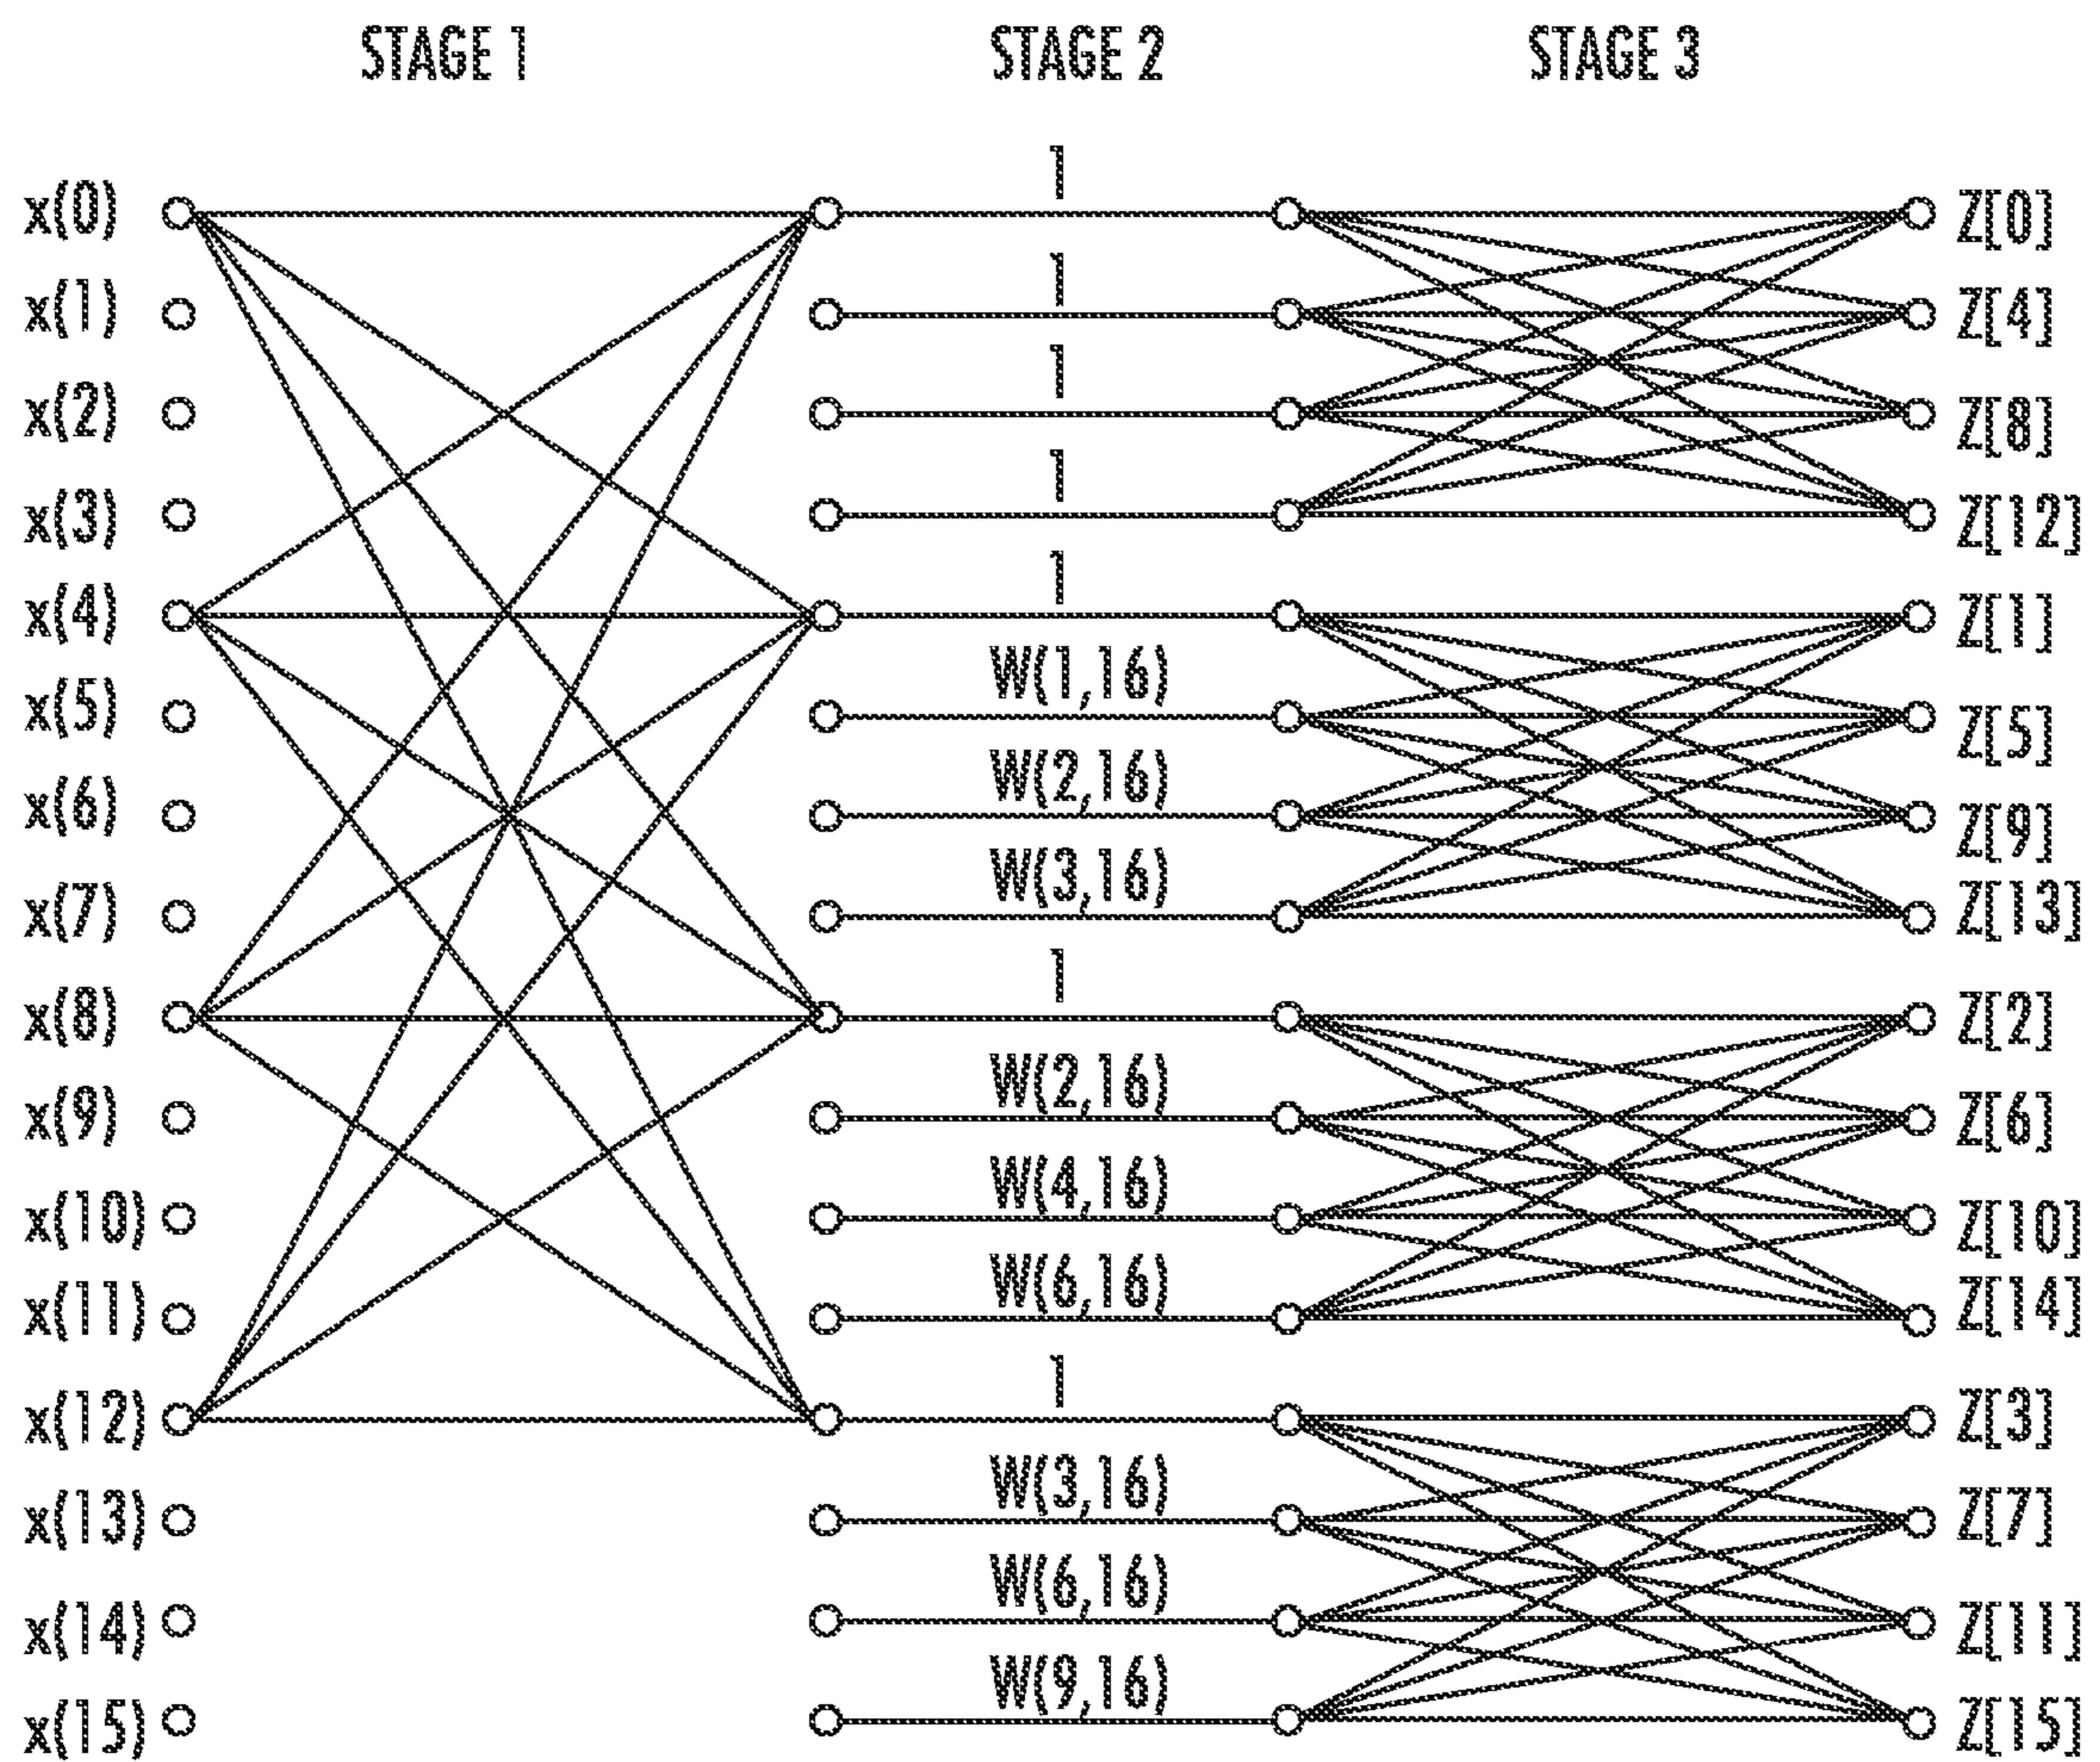 STAGE 1 STAGE 2 STAGE 3
1
x(0) Z[0]
1
x(1) Z[4]
1
x(2) Z[8]
1
x(3) Z[12]
1
x(4) Z[1]
W(1,16)
x(5) Z[5]
W(2,16)
x(6) Z[9]
W(3,16)
x(7) Z[13]
1
x(8) Z[2]
W(2,16)
x(9) Z[6]
W(4,16)
x(10) Z[10]
W(6,16)
x(11) Z[14]
1
x(12) Z[3]
W(3,16)
x(13) Z[7]
W(6,16)
x(14) Z[11]
W(9,16)
x(15) Z[15]